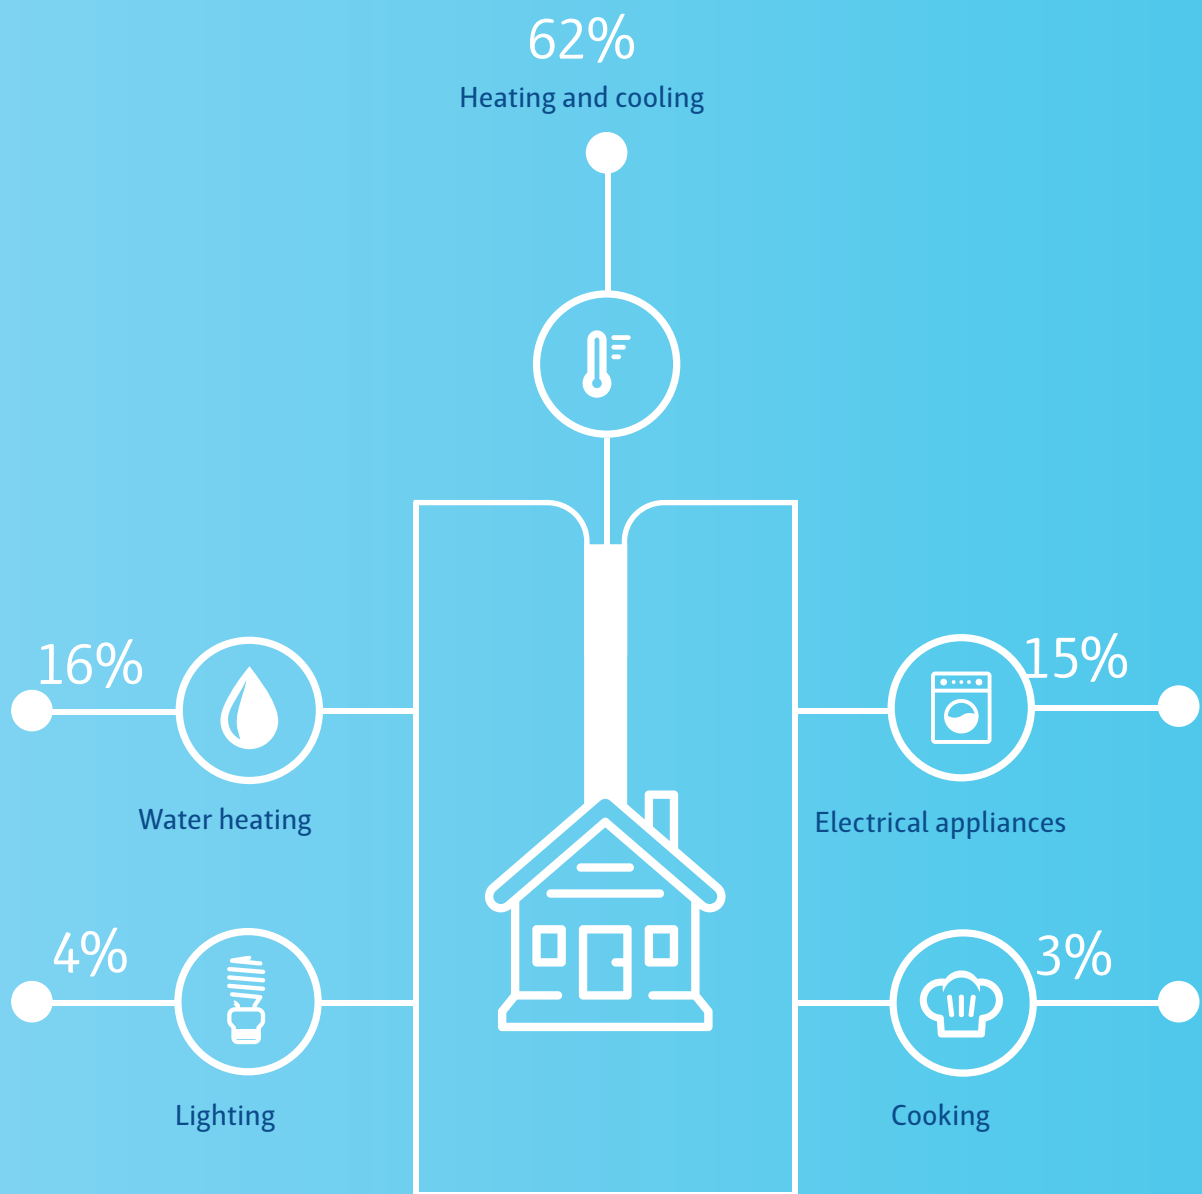 62%
Heating and cooling
16%
Water heating
15%
Electrical appliances
4%
Lighting
3%
Cooking